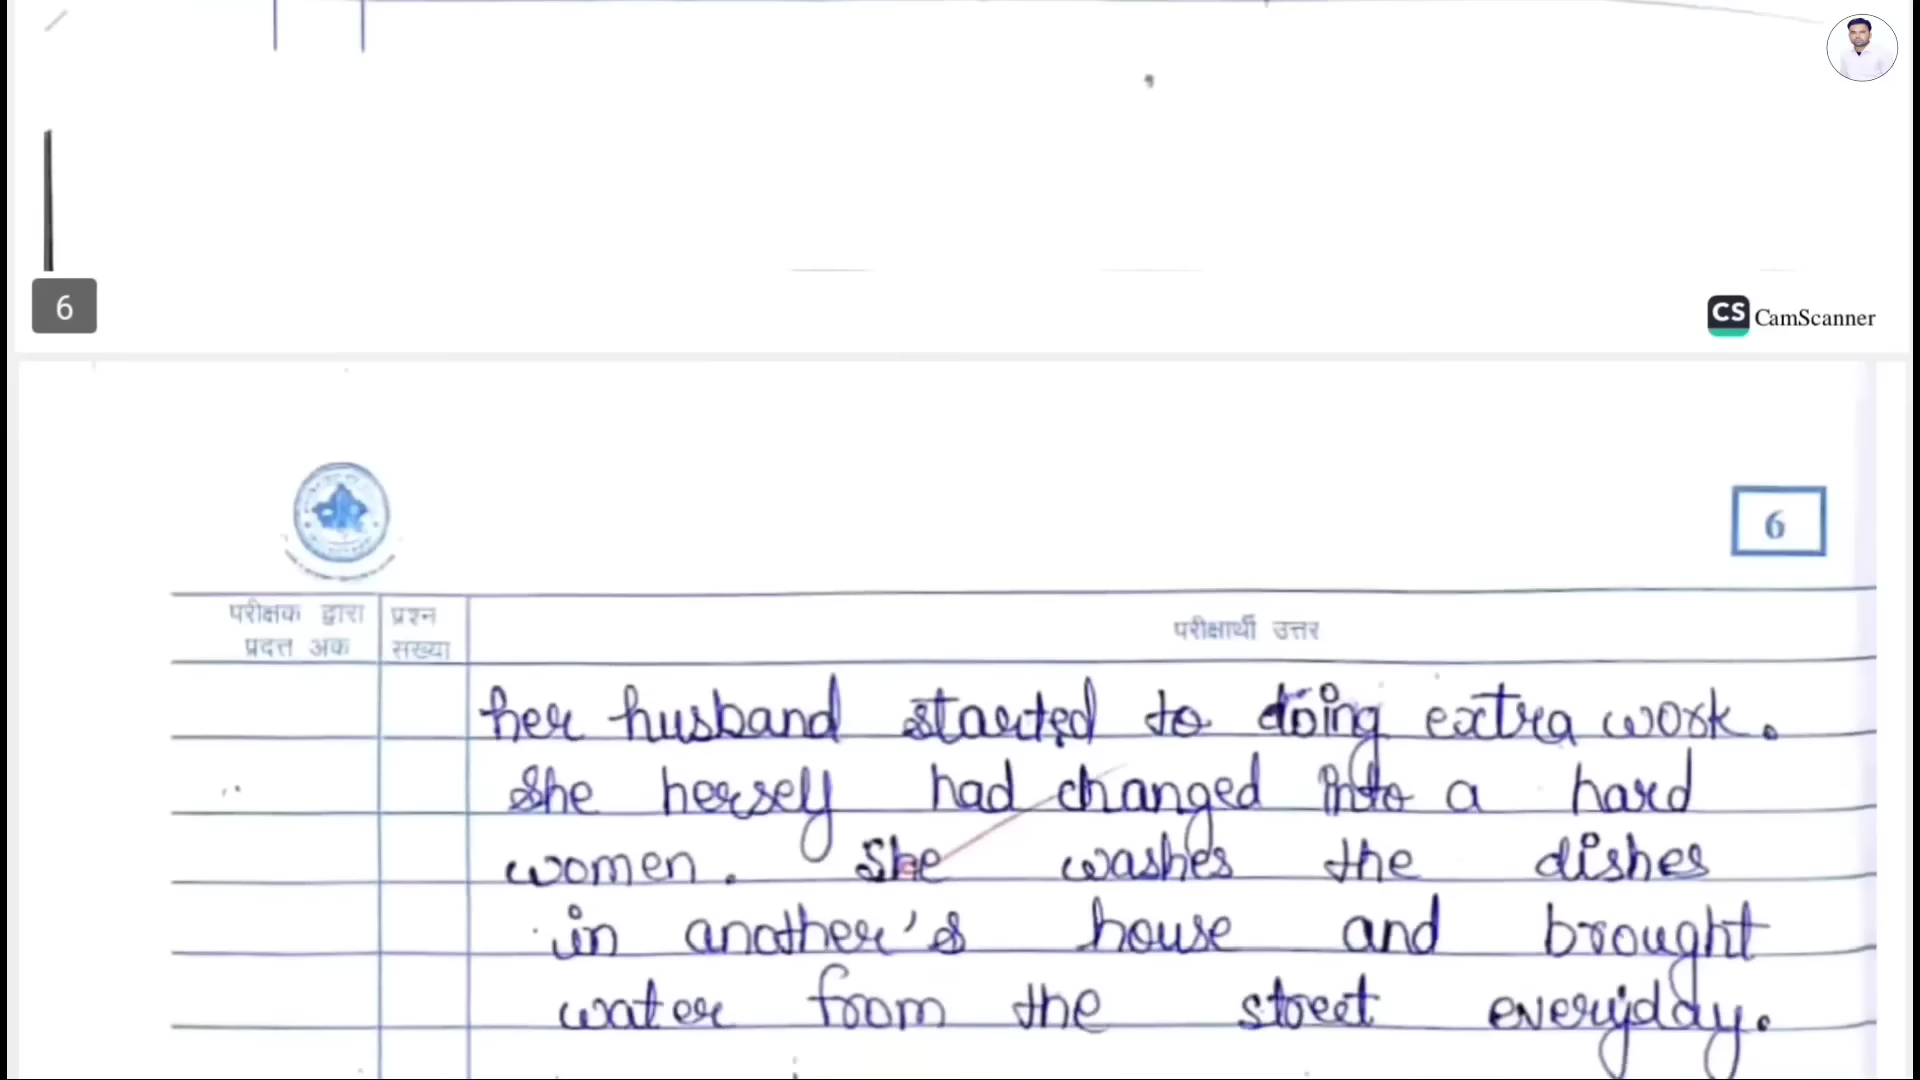 6
CS CamScanner
6
परीक्षक द्वारा
प्रदत्त अंक
प्रश्न
संख्या
परीक्षार्थी उत्तर
her husband started to doing extra work.
She herself had changed into a hard
women. She washes the dishes
in another's house and brought
water from the street everyday.